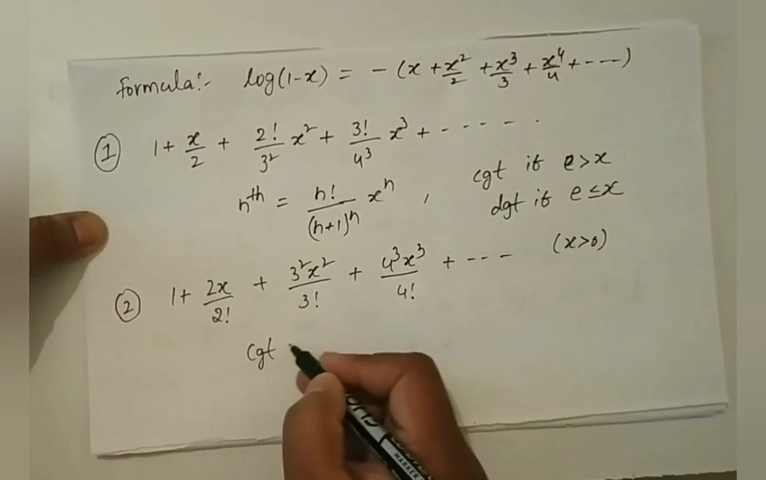 formula:- log(1-x) = - (x + x²/2 + x³/3 + x⁴/4 + ---)
① 1 + x/2 + 2!/3² x² + 3!/4³ x³ + - - - - - .
nth = n!/(n+1)ⁿ xⁿ , cgt if e>x
dgt if e≤x
② 1 + 2x/2! + 3²x²/3! + 4³x³/4! + --- (x>0)
cgt
MARKER